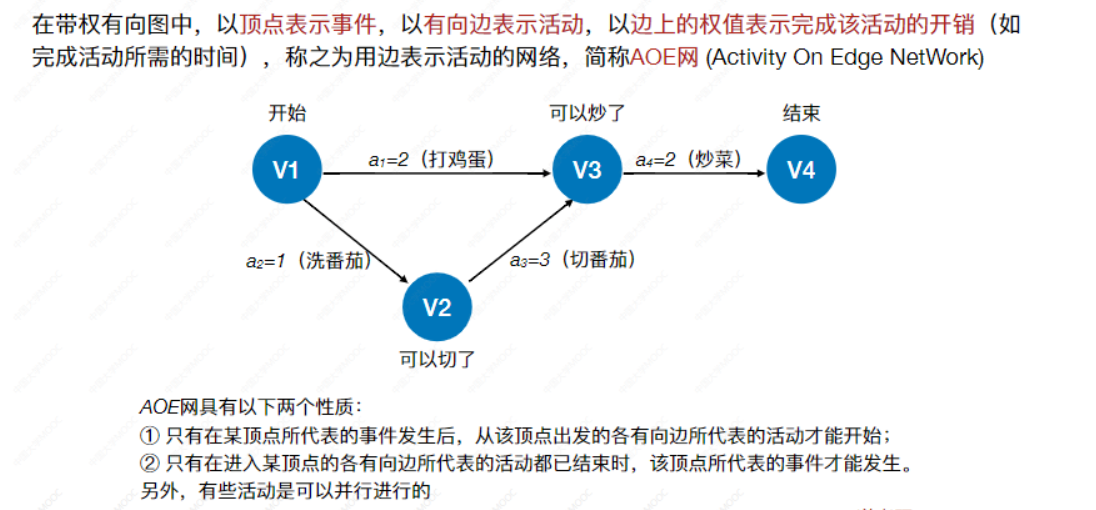 在带权有向图中，以顶点表示事件，以有向边表示活动，以边上的权值表示完成该活动的开销（如
完成活动所需的时间），称之为用边表示活动的网络，简称AOE网 (Activity On Edge NetWork)
开始
可以炒了
结束
V1
a₁=2（打鸡蛋）
V3
a₄=2（炒菜）
V4
a₂=1（洗番茄）
a₃=3（切番茄）
V2
可以切了
AOE网具有以下两个性质：
① 只有在某顶点所代表的事件发生后，从该顶点出发的各有向边所代表的活动才能开始；
② 只有在进入某顶点的各有向边所代表的活动都已结束时，该顶点所代表的事件才能发生。
另外，有些活动是可以并行进行的